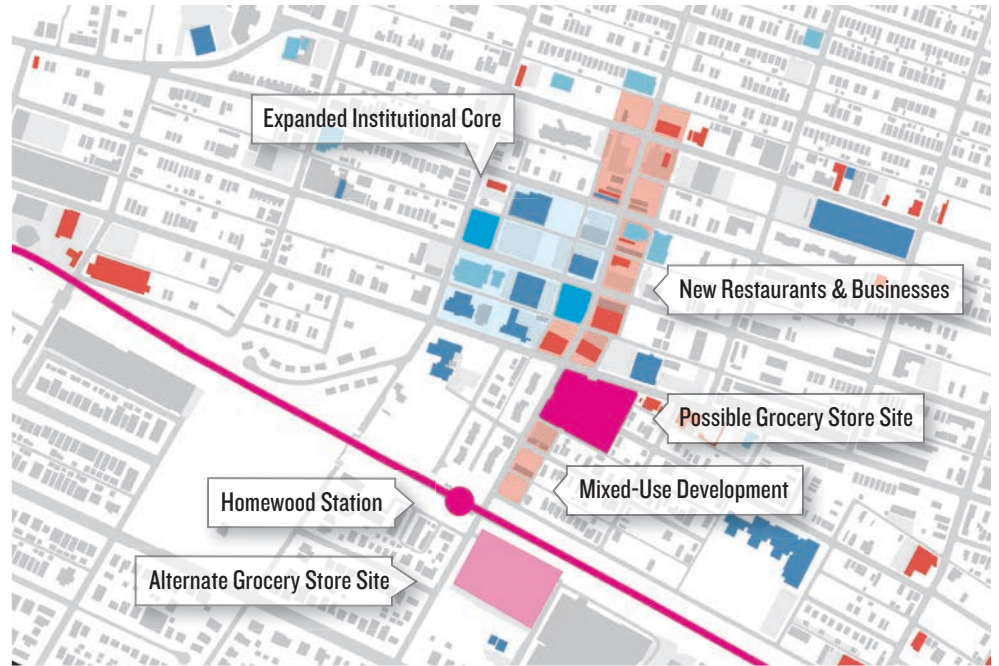 Expanded Institutional Core
New Restaurants & Businesses
Possible Grocery Store Site
Mixed-Use Development
Homewood Station
Alternate Grocery Store Site